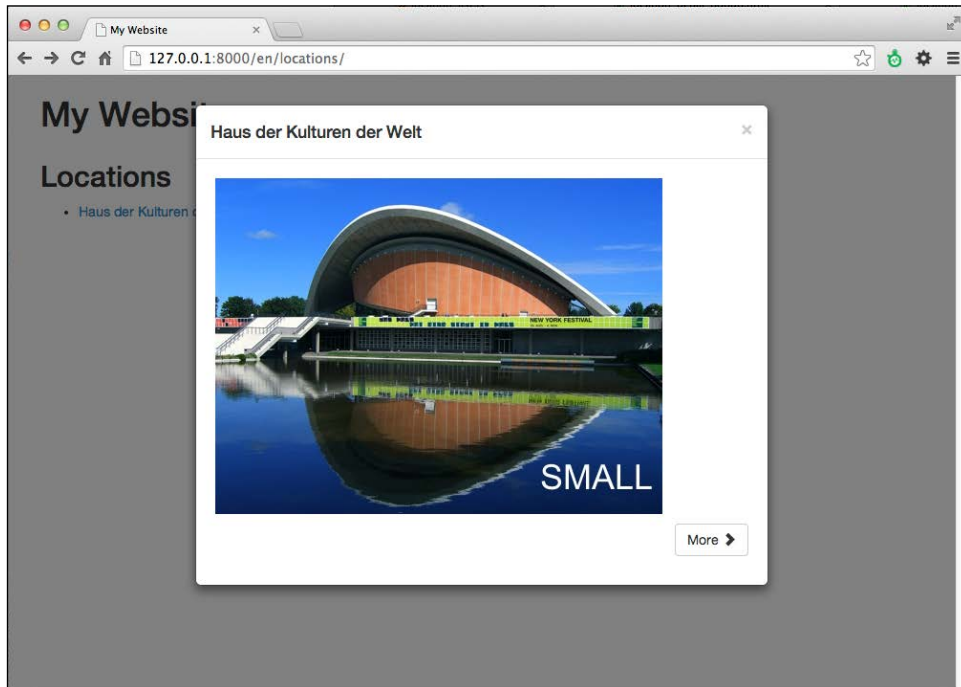 My Website
127.0.0.1:8000/en/locations/
My Websi
Haus der Kulturen der Welt
Locations
Haus der Kulturen
NEW YORK FESTIVAL
SMALL
More